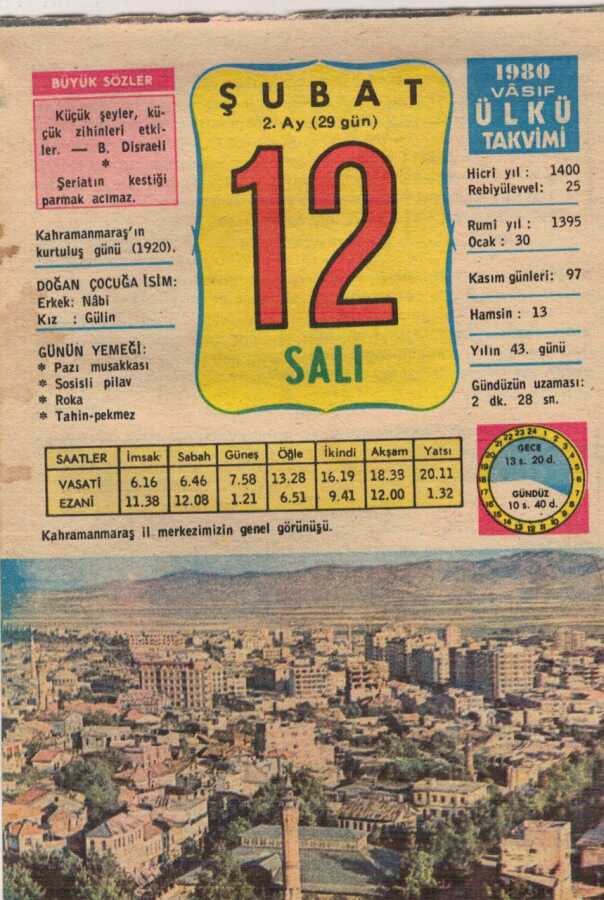 BÜYÜK SÖZLER
Küçük şeyler, kü-
çük zihinleri etki-
ler. — B. Disraeli
*
Şeriatın kestiği
parmak acımaz.
Kahramanmaraş'ın
kurtuluş günü (1920).
DOĞAN ÇOCUĞA İSİM:
Erkek: Nâbi
Kız : Gülin
GÜNÜN YEMEĞİ:
* Pazı musakkası
* Sosisli pilav
* Roka
* Tahin-pekmez
ŞUBAT
2. Ay (29 gün)
12
SALI
1980
VÂSIF
ÜLKÜ
TAKVİMİ
Hicrî yıl : 1400
Rebiyülevvel: 25
Rumî yıl : 1395
Ocak : 30
Kasım günleri: 97
Hamsin : 13
Yılın 43. günü
Gündüzün uzaması:
2 dk. 28 sn.
SAATLER İmsak Sabah Güneş Öğle İkindi Akşam Yatsı
VASATİ 6.16 6.46 7.58 13.28 16.19 18.33 20.11
EZANİ 11.38 12.08 1.21 6.51 9.41 12.00 1.32
GECE
13 s. 20 d.
GÜNDÜZ
10 s. 40 d.
Kahramanmaraş il merkezimizin genel görünüşü.